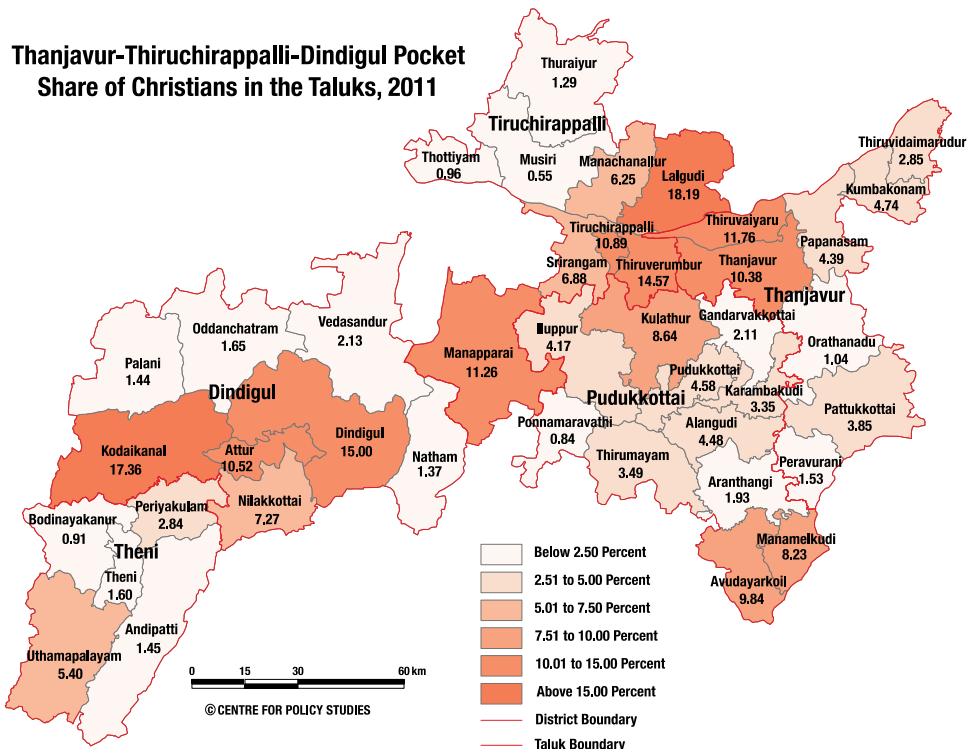 Thanjavur-Thiruchirappalli-Dindigul Pocket
Share of Christians in the Taluks, 2011
Thuraiyur
1.29
Tiruchirappalli
Thottiyam
0.96
Musiri
0.55
Manachanallur
6.25
Lalgudi
18.19
Thiruvidaimarudur
2.85
Kumbakonam
4.74
Tiruchirappalli
10.89
Thiruvaiyaru
11.76
Papanasam
4.39
Srirangam
6.88
Thiruverumbur
14.57
Thanjavur
10.38
Thanjavur
Vedasandur
2.13
Oddanchatram
1.65
Palani
1.44
Manapparai
11.26
Iluppur
4.17
Kulathur
8.64
Gandarvakkottai
2.11
Orathanadu
1.04
Dindigul
Pudukkottai
4.58
Karambakudi
3.35
Pudukkottai
Pattukkottai
3.85
Ponnamaravathi
0.84
Alangudi
4.48
Kodaikanal
17.36
Attur
10.52
Dindigul
15.00
Natham
1.37
Thirumayam
3.49
Peravurani
1.53
Aranthangi
1.93
Periyakulam
2.84
Nilakkottai
7.27
Bodinayakanur
0.91
Theni
Theni
1.60
Manamelkudi
8.23
Avudayarkoil
9.84
Andipatti
1.45
Uthamapalayam
5.40
Below 2.50 Percent
2.51 to 5.00 Percent
5.01 to 7.50 Percent
7.51 to 10.00 Percent
10.01 to 15.00 Percent
Above 15.00 Percent
District Boundary
Taluk Boundary
0 15 30 60 km
© CENTRE FOR POLICY STUDIES